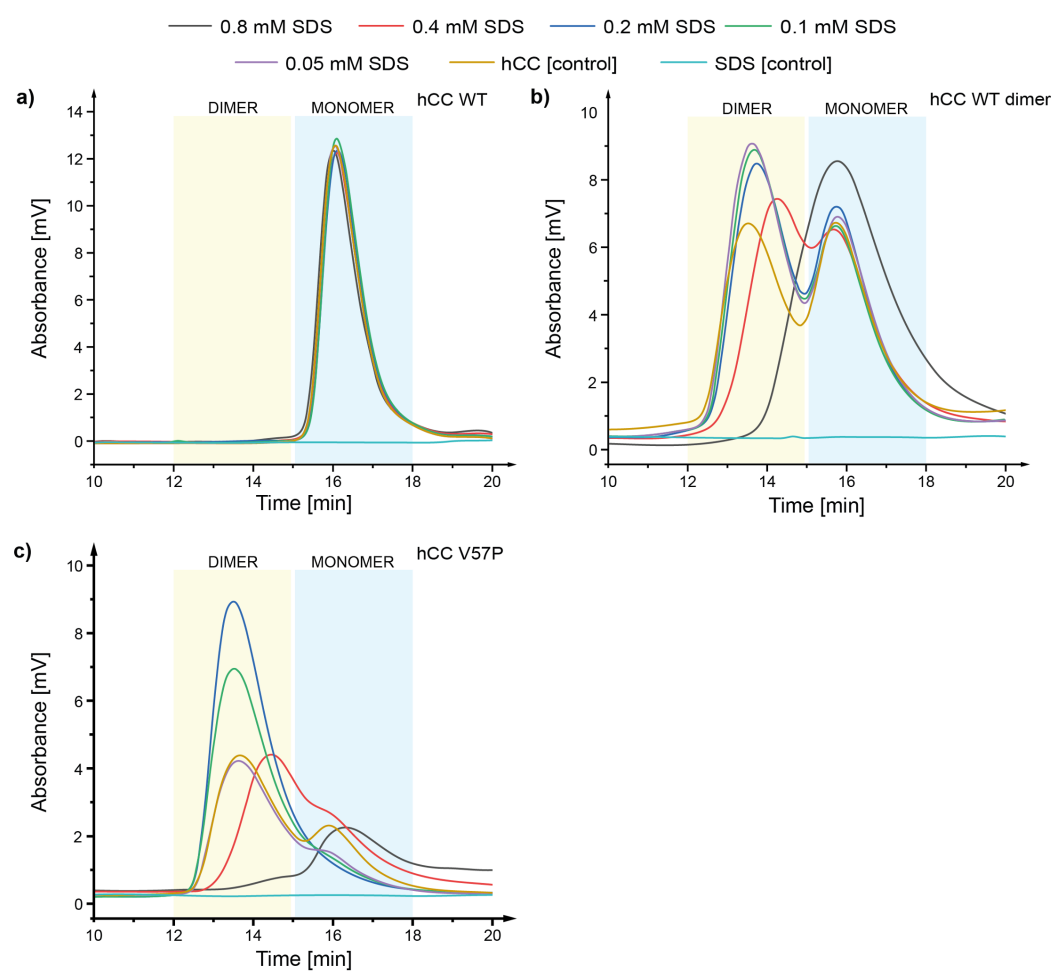 0.8 mM SDS 0.4 mM SDS 0.2 mM SDS 0.1 mM SDS
0.05 mM SDS hCC [control] SDS [control]
a) DIMER MONOMER hCC WT
14
12
10
8
6
4
2
0
Absorbance [mV]
10 12 14 16 18 20
Time [min]
b) DIMER MONOMER hCC WT dimer
10
8
6
4
2
0
Absorbance [mV]
10 12 14 16 18 20
Time [min]
c) DIMER MONOMER hCC V57P
10
8
6
4
2
0
Absorbance [mV]
10 12 14 16 18 20
Time [min]